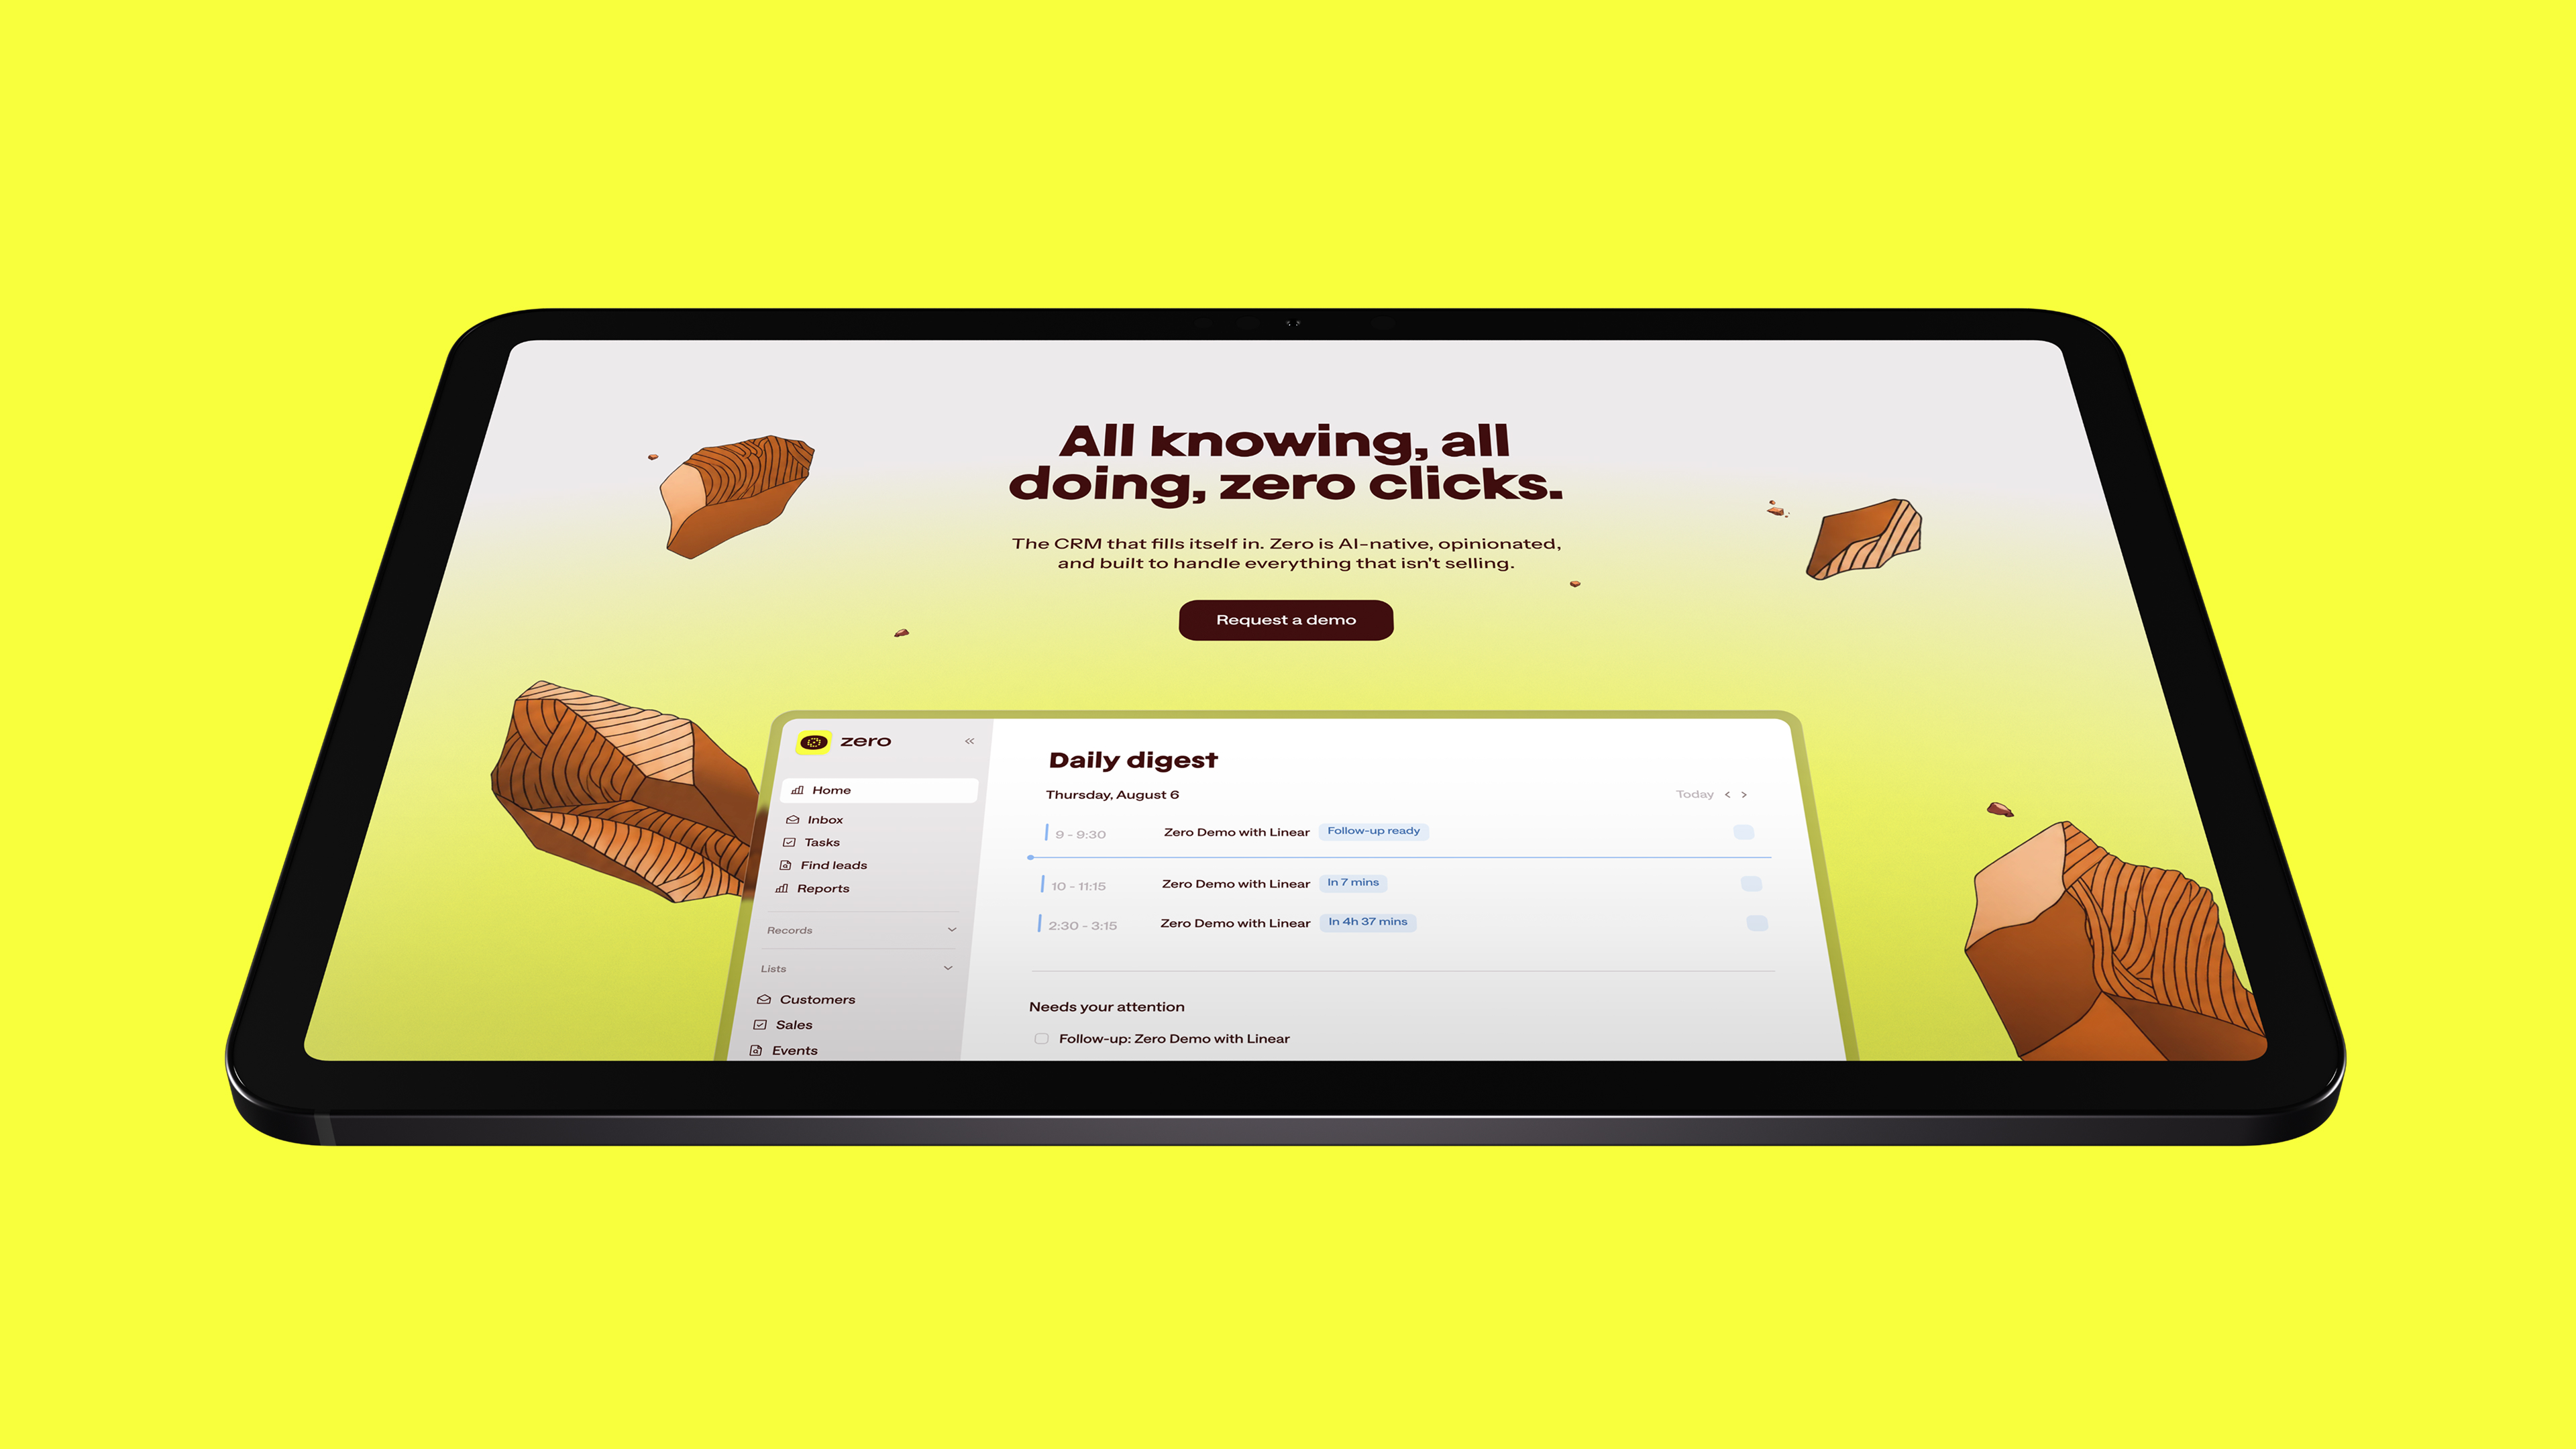 All knowing, all
doing, zero clicks.
The CRM that fills itself in. Zero is AI-native, opinionated,
and built to handle everything that isn't selling.
Request a demo
zero
Home
Inbox
Tasks
Find leads
Reports
Records
Lists
Customers
Sales
Events
Daily digest
Thursday, August 6
Today
9 - 9:30 Zero Demo with Linear Follow-up ready
10 - 11:15 Zero Demo with Linear In 7 mins
2:30 - 3:15 Zero Demo with Linear In 4h 37 mins
Needs your attention
Follow-up: Zero Demo with Linear